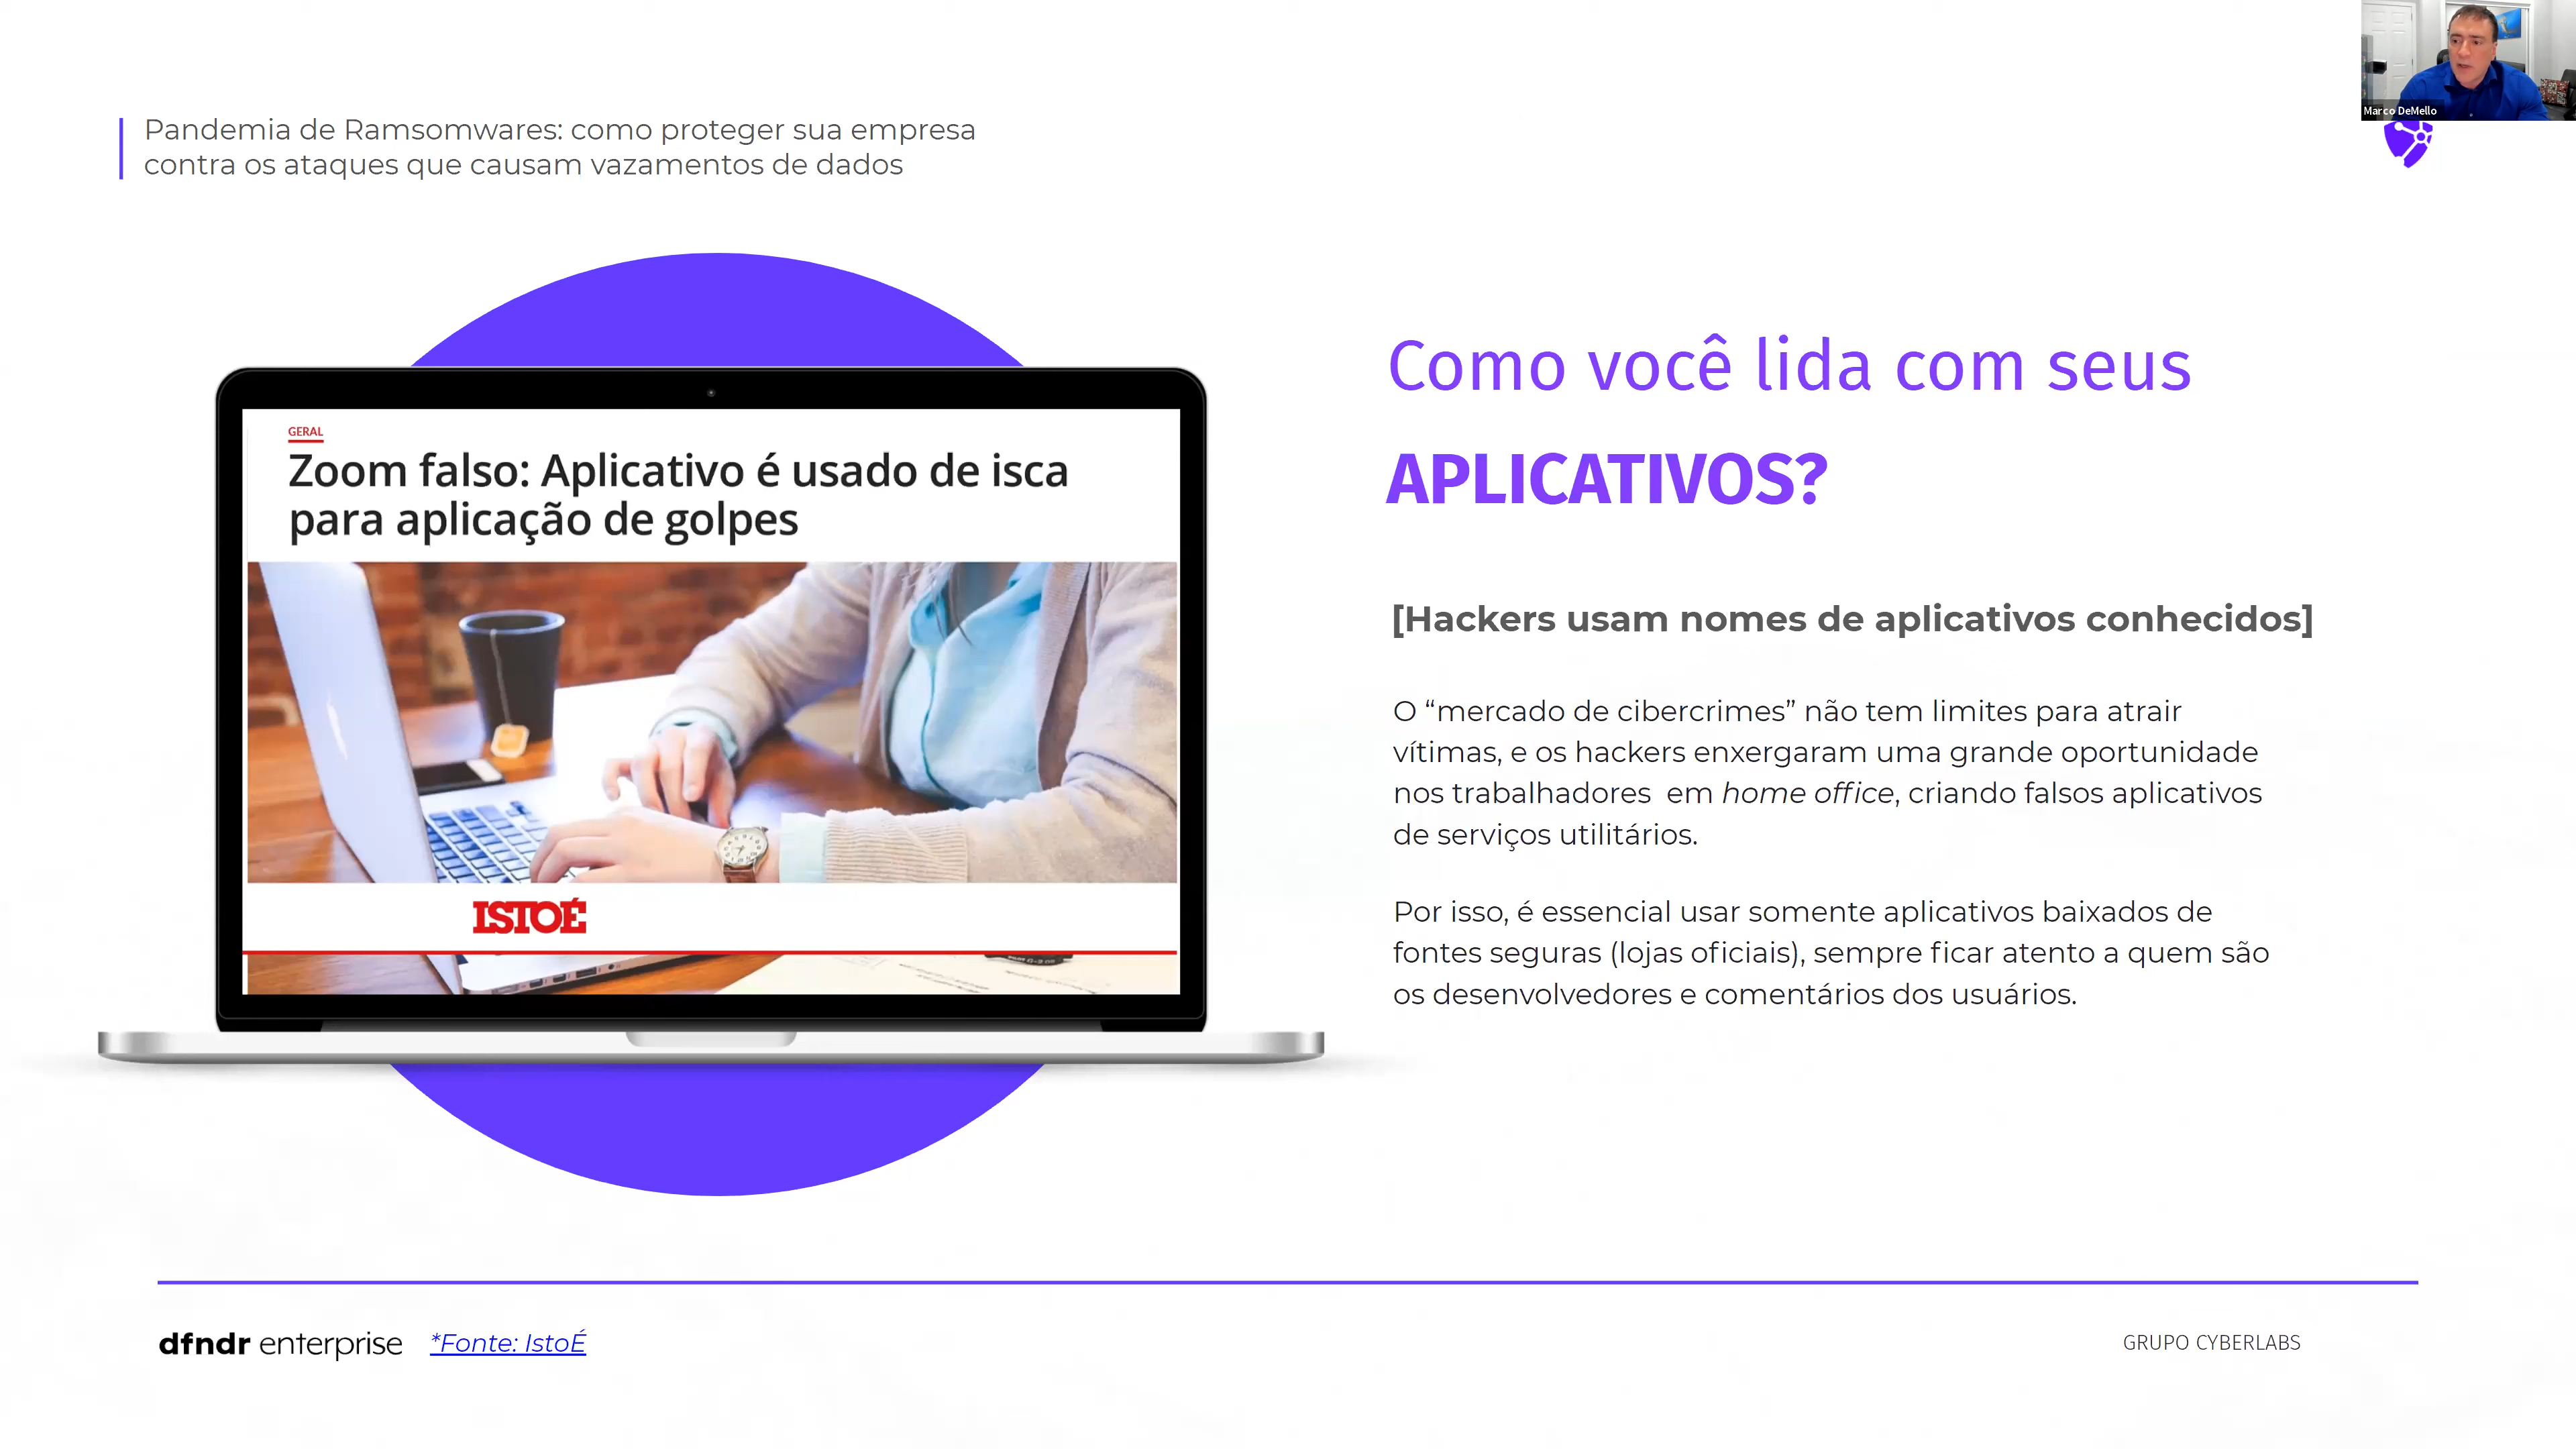 Marco DeMello
Pandemia de Ramsomwares: como proteger sua empresa
contra os ataques que causam vazamentos de dados
GERAL
Zoom falso: Aplicativo é usado de isca
para aplicação de golpes
ISTOÉ
Como você lida com seus
APLICATIVOS?
[Hackers usam nomes de aplicativos conhecidos]
O “mercado de cibercrimes” não tem limites para atrair
vítimas, e os hackers enxergaram uma grande oportunidade
nos trabalhadores  em home office, criando falsos aplicativos
de serviços utilitários.
Por isso, é essencial usar somente aplicativos baixados de
fontes seguras (lojas oficiais), sempre ficar atento a quem são
os desenvolvedores e comentários dos usuários.
dfndr enterprise
*Fonte: IstoÉ
GRUPO CYBERLABS